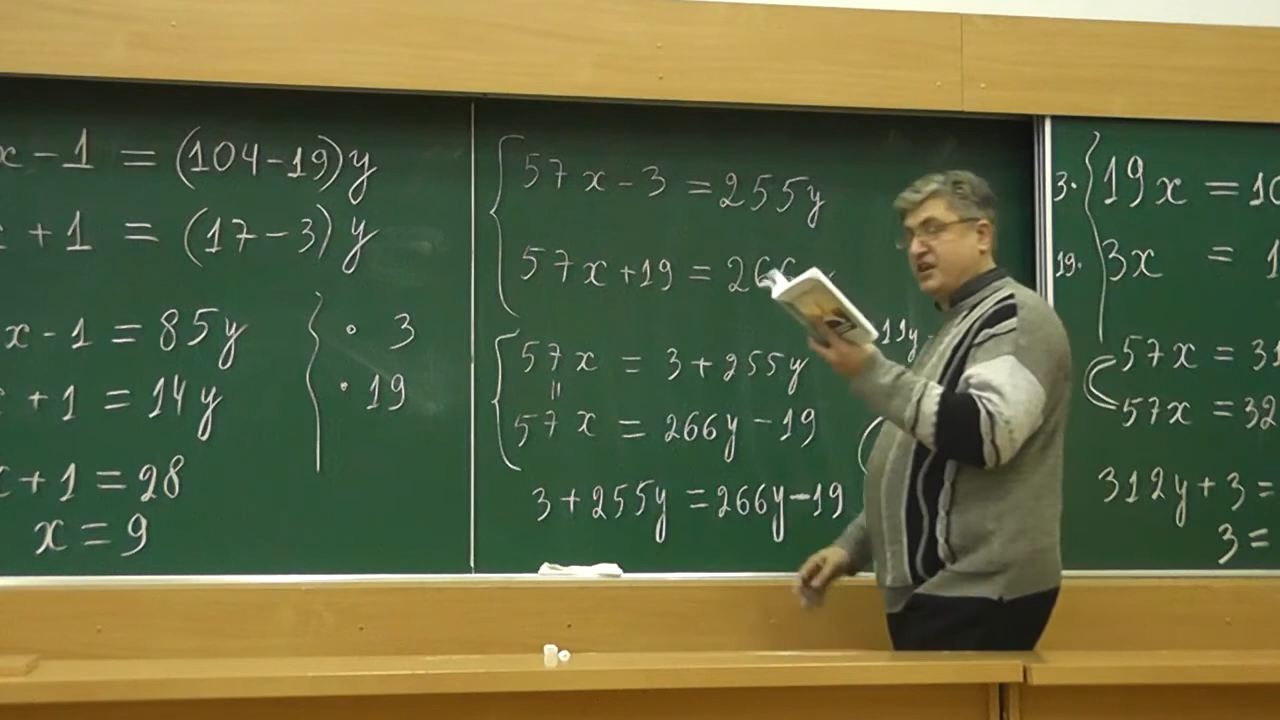 x - 1 = (104 - 19)y
+ 1 = (17 - 3)y
x - 1 = 85y
· 3
+ 1 = 14y
· 19
x + 1 = 28
x = 9
57x - 3 = 255y
57x + 19 = 266
57x = 3 + 255y
11y
=
57x = 266y - 19
3 + 255y = 266y - 19
3· 19x = 10
19· 3x = 1
57x = 31
57x = 32
312y + 3 =
3 =